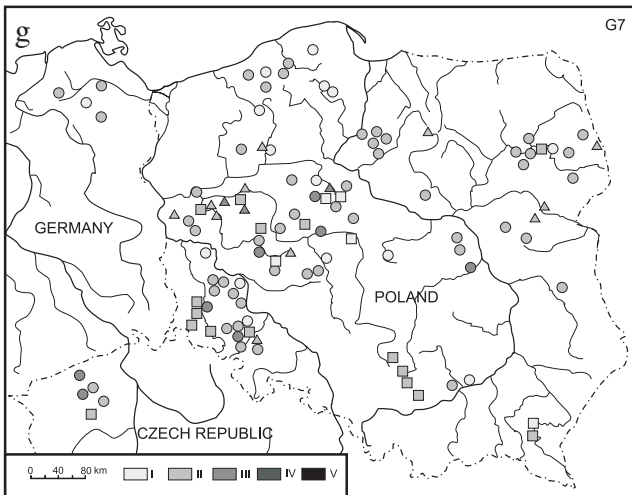 g
G7
GERMANY
POLAND
CZECH REPUBLIC
0 40 80 km I II III IV V